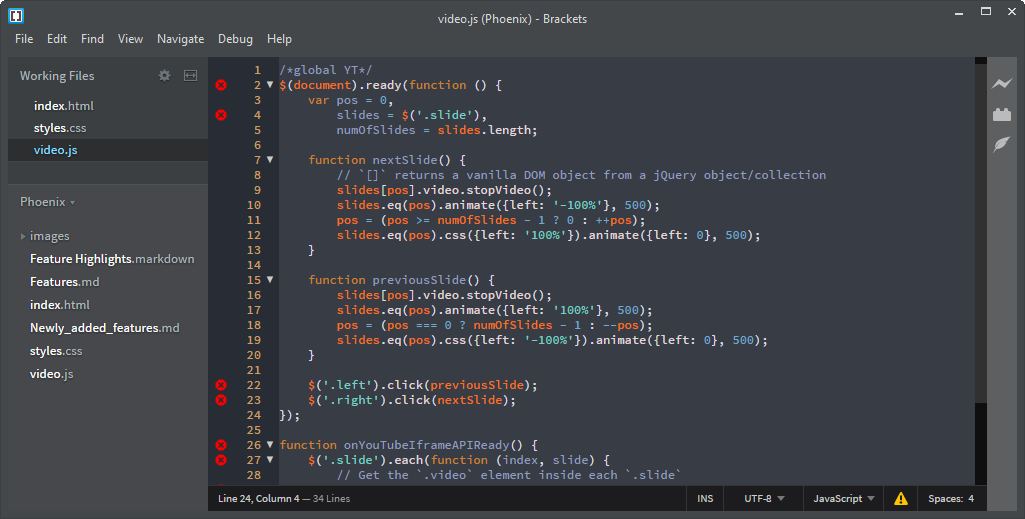 video.js (Phoenix) - Brackets
File Edit Find View Navigate Debug Help
Working Files
index.html
styles.css
video.js
Phoenix
images
Feature Highlights.markdown
Features.md
index.html
Newly_added_features.md
styles.css
video.js
1 /*global YT*/
2 $(document).ready(function () {
3     var pos = 0,
4         slides = $('.slide'),
5         numOfSlides = slides.length;
6
7     function nextSlide() {
8         // `[]` returns a vanilla DOM object from a jQuery object/collection
9         slides[pos].video.stopVideo();
10         slides.eq(pos).animate({left: '-100%'}, 500);
11         pos = (pos >= numOfSlides - 1 ? 0 : ++pos);
12         slides.eq(pos).css({left: '100%'}).animate({left: 0}, 500);
13     }
14
15     function previousSlide() {
16         slides[pos].video.stopVideo();
17         slides.eq(pos).animate({left: '100%'}, 500);
18         pos = (pos === 0 ? numOfSlides - 1 : --pos);
19         slides.eq(pos).css({left: '-100%'}).animate({left: 0}, 500);
20     }
21
22     $('.left').click(previousSlide);
23     $('.right').click(nextSlide);
24 });
25
26 function onYouTubeIframeAPIReady() {
27     $('.slide').each(function (index, slide) {
28         // Get the `.video` element inside each `.slide`
Line 24, Column 4 — 34 Lines INS UTF-8 JavaScript Spaces: 4